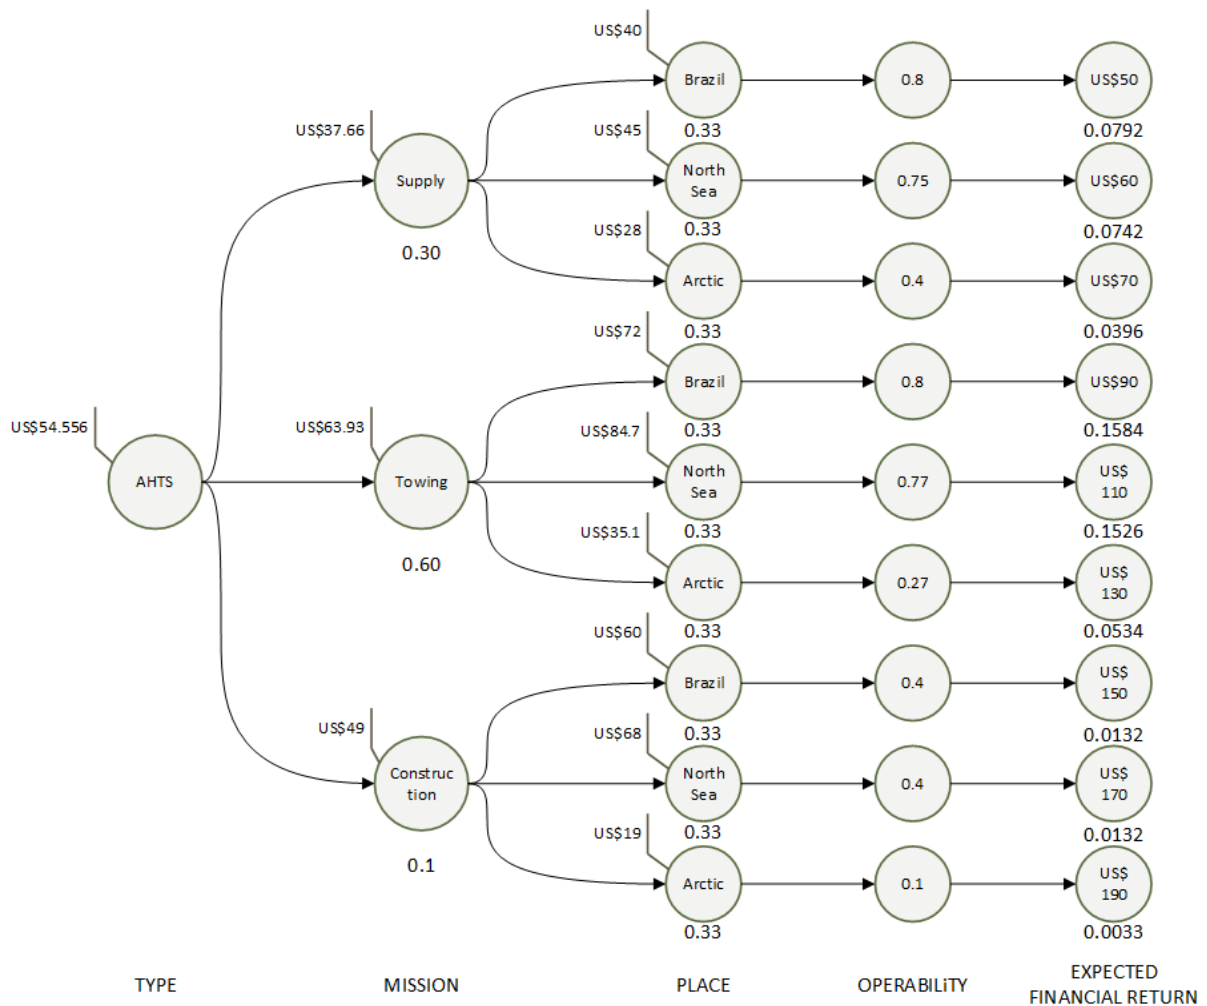 US$40
Brazil
0.8
US$50
0.33
0.0792
US$37.66
Supply
0.30
US$45
North
Sea
0.75
US$60
0.33
0.0742
US$28
Arctic
0.4
US$70
0.33
0.0396
US$54.556
AHTS
US$72
Brazil
0.8
US$90
0.33
0.1584
US$63.93
Towing
0.60
US$84.7
North
Sea
0.77
US$
110
0.33
0.1526
US$35.1
Arctic
0.27
US$
130
0.33
0.0534
US$60
Brazil
0.4
US$
150
0.33
0.0132
US$49
Construc
tion
0.1
US$68
North
Sea
0.4
US$
170
0.33
0.0132
US$19
Arctic
0.1
US$
190
0.33
0.0033
TYPE
MISSION
PLACE
OPERABILiTY
EXPECTED
FINANCIAL RETURN